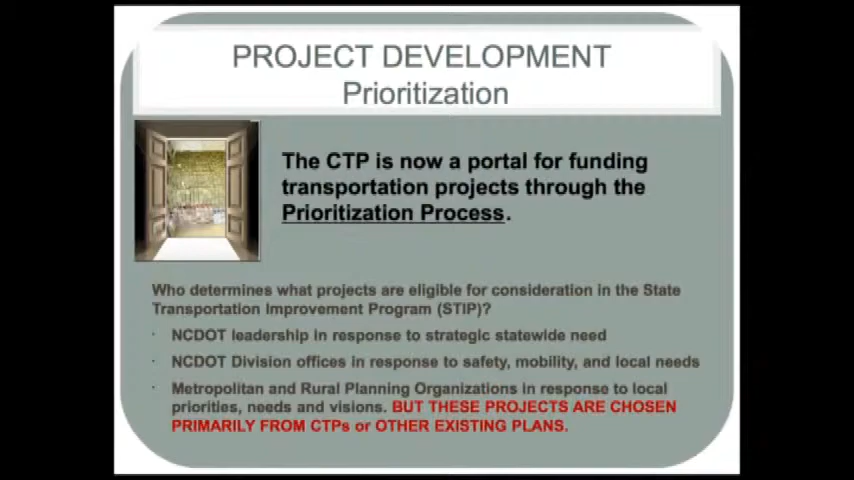 PROJECT DEVELOPMENT
Prioritization
The CTP is now a portal for funding
transportation projects through the
Prioritization Process.
Who determines what projects are eligible for consideration in the State
Transportation Improvement Program (STIP)?
· NCDOT leadership in response to strategic statewide need
· NCDOT Division offices in response to safety, mobility, and local needs
· Metropolitan and Rural Planning Organizations in response to local
priorities, needs and visions. BUT THESE PROJECTS ARE CHOSEN
PRIMARILY FROM CTPs or OTHER EXISTING PLANS.